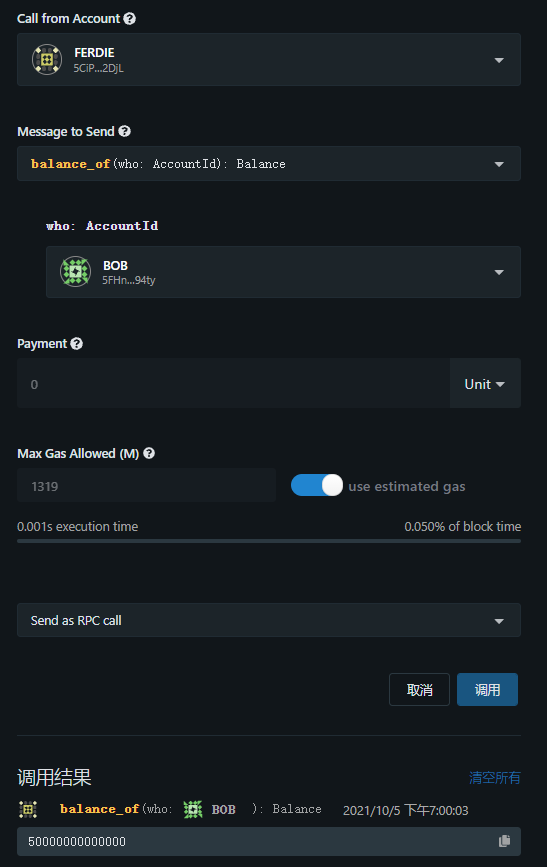 Call from Account
FERDIE
5CiP...2DjL
Message to Send
balance_of(who: AccountId): Balance
who: AccountId
BOB
5FHn...94ty
Payment
0
Unit
Max Gas Allowed (M)
1319
use estimated gas
0.001s execution time
0.050% of block time
Send as RPC call
取消
调用
调用结果
清空所有
balance_of(who: BOB ): Balance 2021/10/5 下午7:00:03
50000000000000